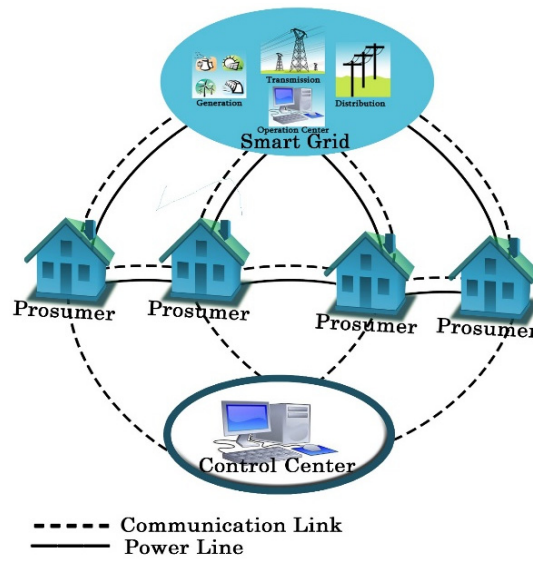 Transmission
Generation
Distribution
Operation Center
Smart Grid
Prosumer
Prosumer
Prosumer
Prosumer
Control Center
Communication Link
Power Line